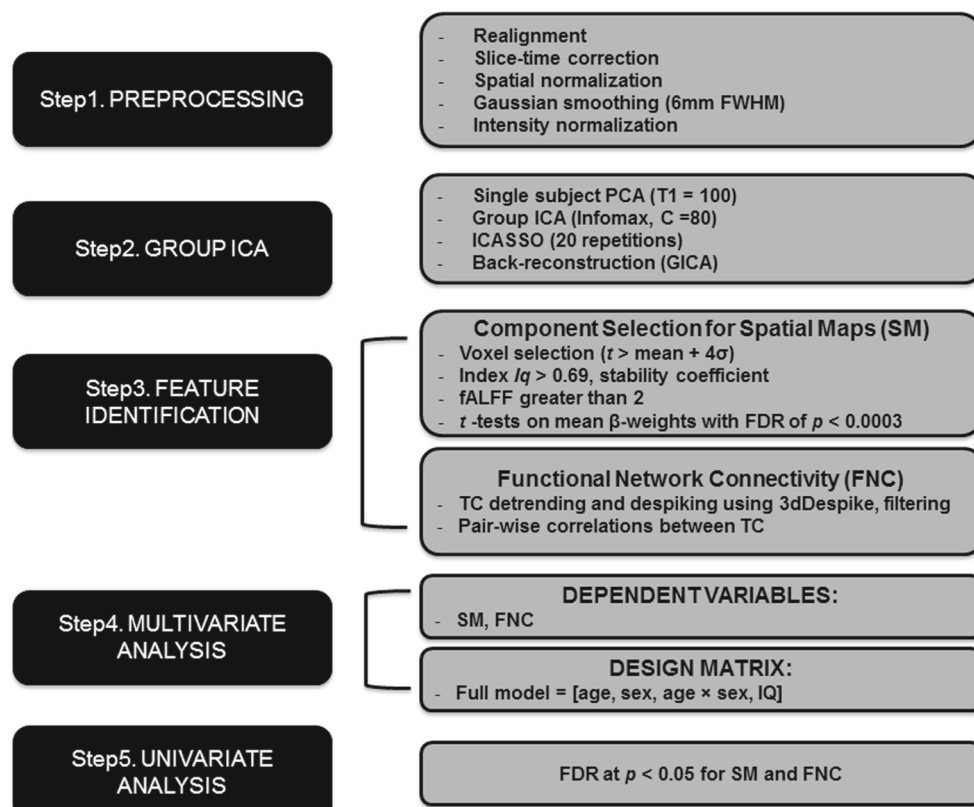 Step1. PREPROCESSING
- Realignment
- Slice-time correction
- Spatial normalization
- Gaussian smoothing (6mm FWHM)
- Intensity normalization
Step2. GROUP ICA
- Single subject PCA (T1 = 100)
- Group ICA (Infomax, C =80)
- ICASSO (20 repetitions)
- Back-reconstruction (GICA)
Step3. FEATURE
IDENTIFICATION
Component Selection for Spatial Maps (SM)
- Voxel selection (t > mean + 4σ)
- Index Iq > 0.69, stability coefficient
- fALFF greater than 2
- t -tests on mean β-weights with FDR of p < 0.0003
Functional Network Connectivity (FNC)
- TC detrending and despiking using 3dDespike, filtering
- Pair-wise correlations between TC
Step4. MULTIVARIATE
ANALYSIS
DEPENDENT VARIABLES:
- SM, FNC
DESIGN MATRIX:
- Full model = [age, sex, age × sex, IQ]
Step5. UNIVARIATE
ANALYSIS
FDR at p < 0.05 for SM and FNC